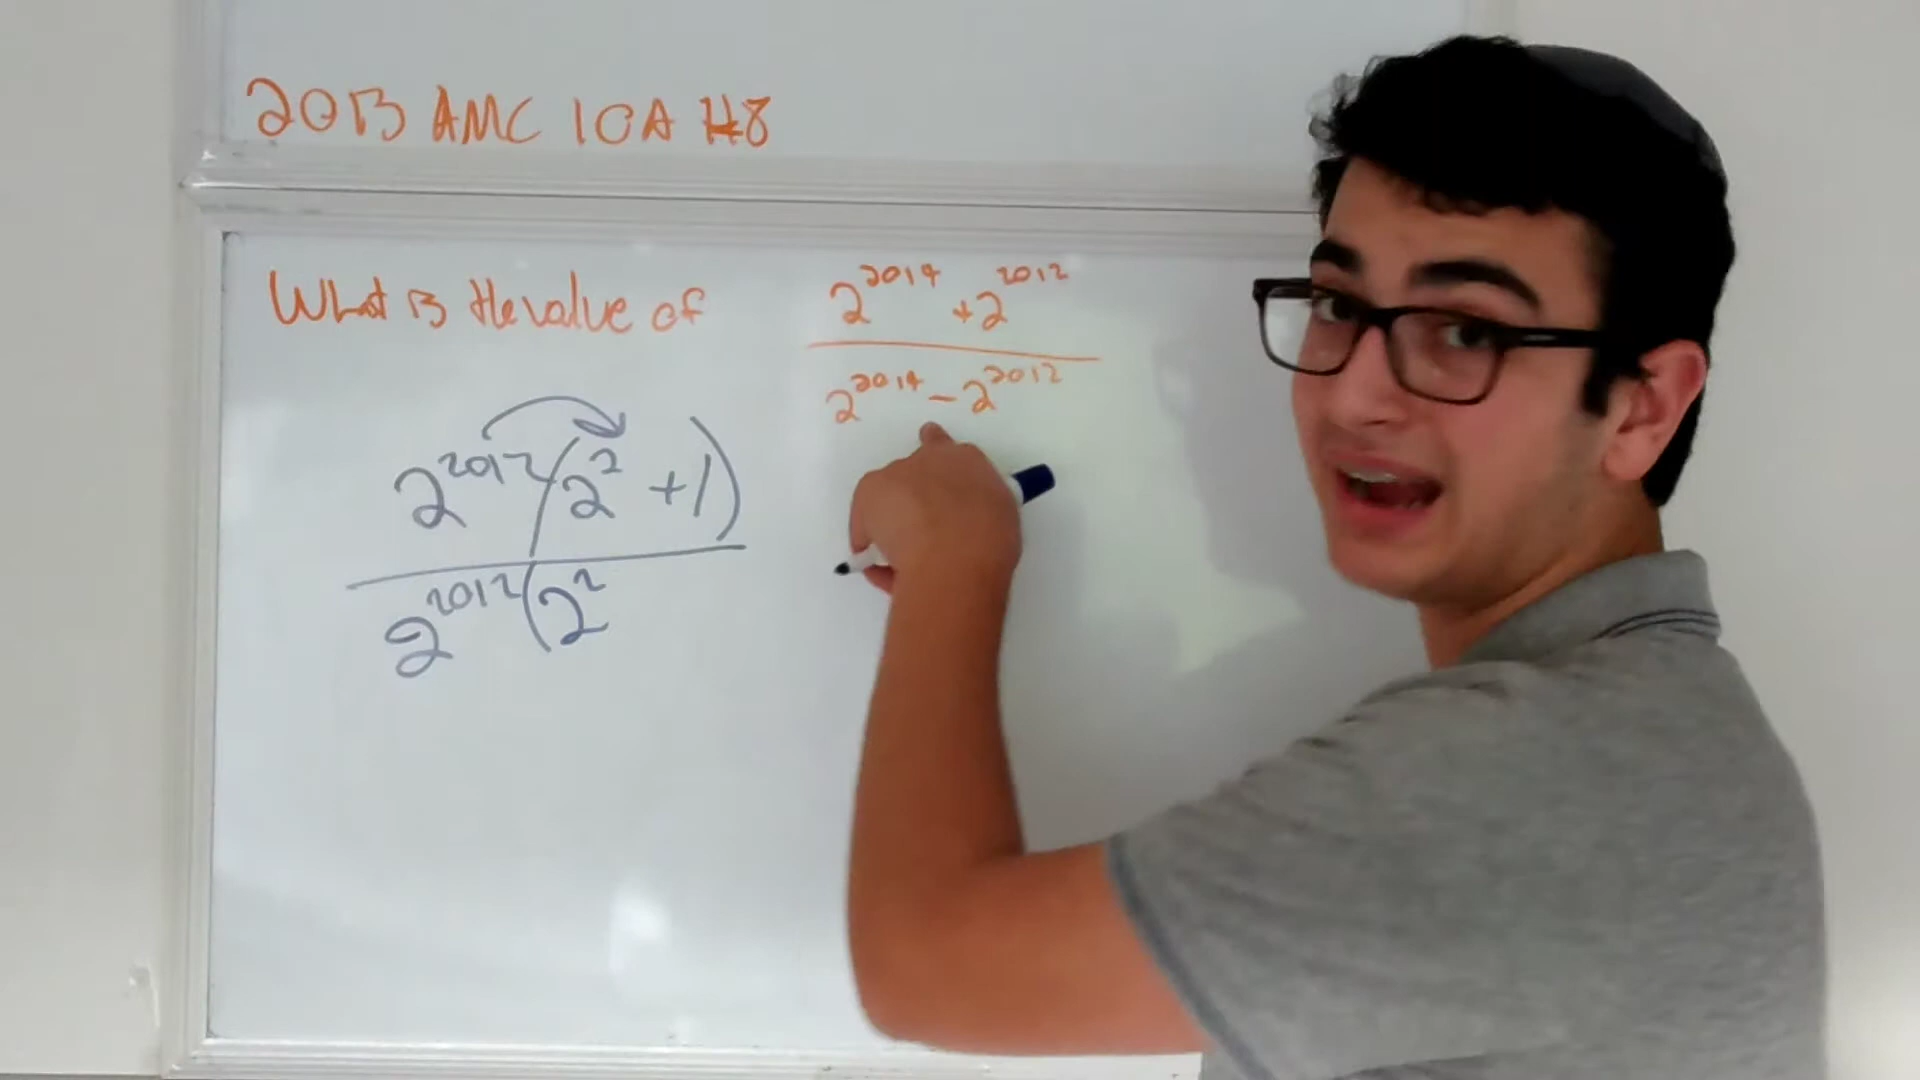 2013 AMC 10A #8
What is the value of
2^2014 + 2^2012
2^2014 - 2^2012
2^2012(2^2 + 1)
2^2012(2^2